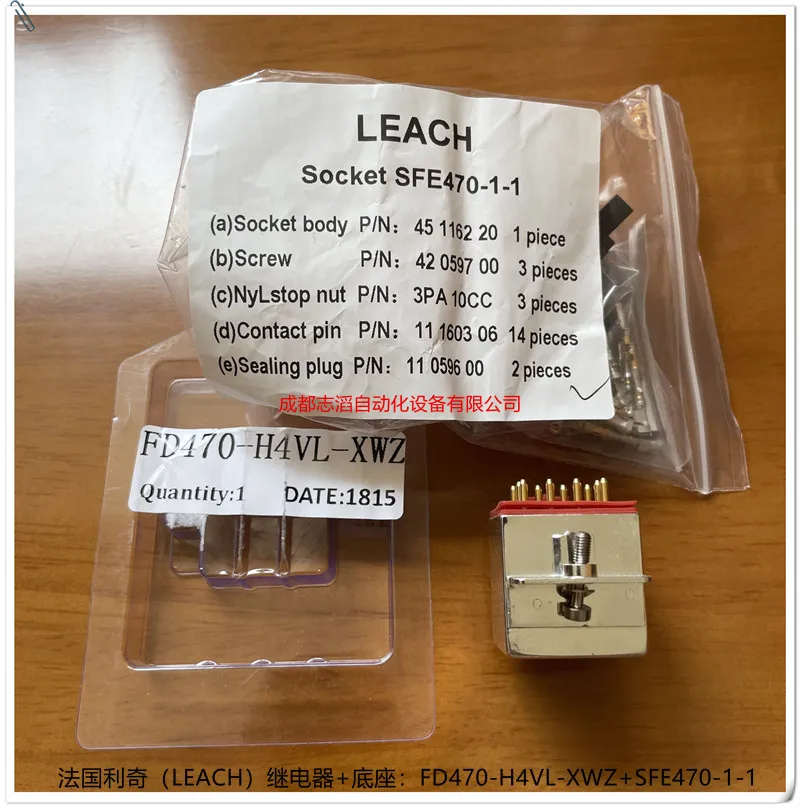 LEACH
Socket SFE470-1-1
(a)Socket body P/N: 45 1162 20 1 piece
(b)Screw P/N: 42 0597 00 3 pieces
(c)NyLstop nut P/N: 3PA 10CC 3 pieces
(d)Contact pin P/N: 11 1603 06 14 pieces
(e)Sealing plug P/N: 11 0596 00 2 pieces
成都志滔自动化设备有限公司
FD470-H4VL-XWZ
Quantity:1 DATE:1815
法国利奇（LEACH）继电器+底座：FD470-H4VL-XWZ+SFE470-1-1